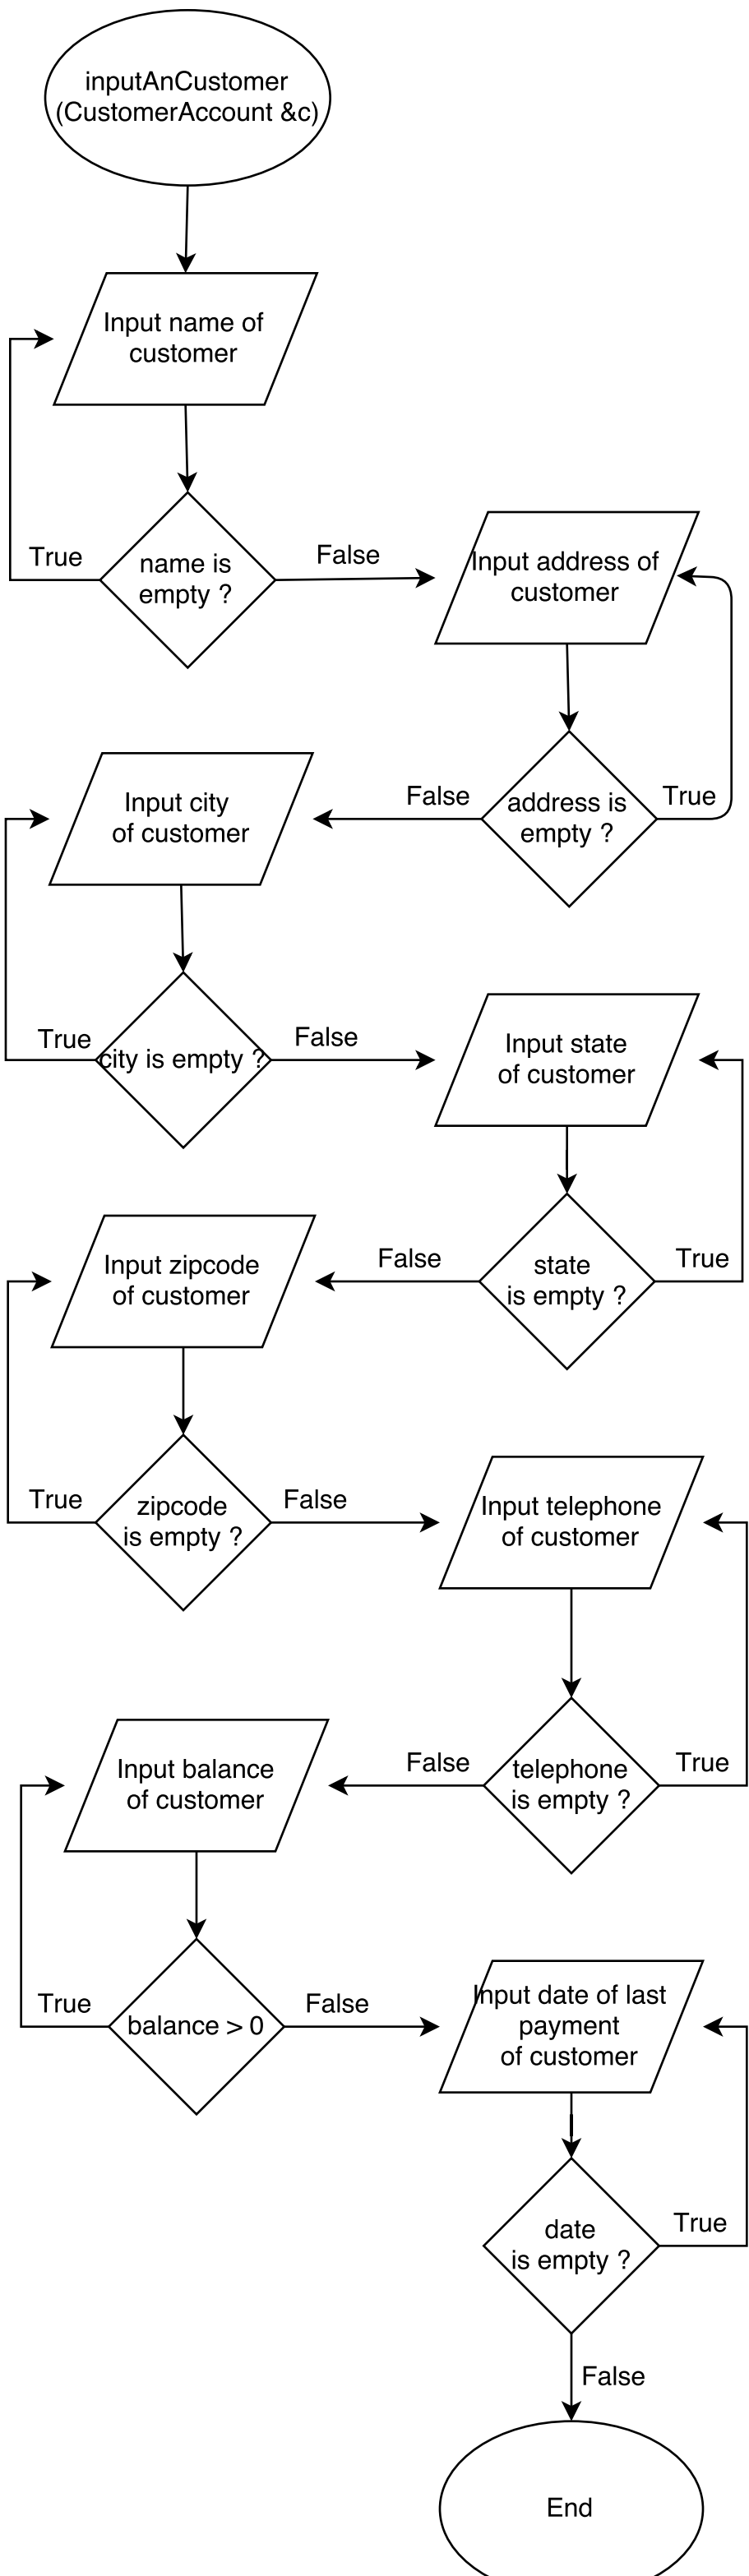 inputAnCustomer
(CustomerAccount &c)
Input name of
customer
True
name is
empty ?
False
Input address of
customer
Input city
of customer
False
address is
empty ?
True
True
city is empty ?
False
Input state
of customer
Input zipcode
of customer
False
state
is empty ?
True
True
zipcode
is empty ?
False
Input telephone
of customer
Input balance
of customer
False
telephone
is empty ?
True
True
balance > 0
False
Input date of last
payment
of customer
date
is empty ?
True
False
End